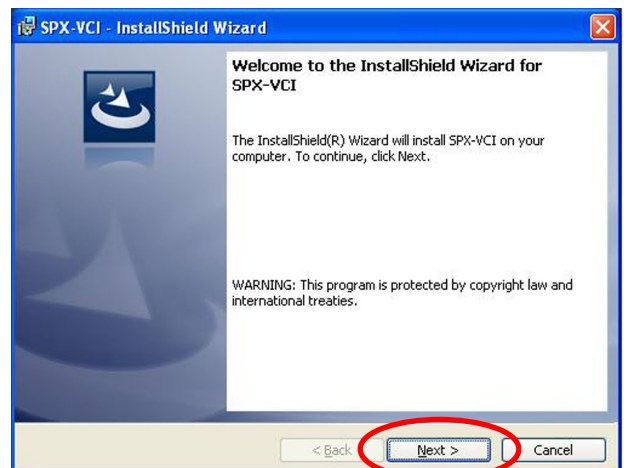 SPX-VCI - InstallShield Wizard
Welcome to the InstallShield Wizard for
SPX-VCI
The InstallShield(R) Wizard will install SPX-VCI on your
computer. To continue, click Next.
WARNING: This program is protected by copyright law and
international treaties.
< Back
Next >
Cancel